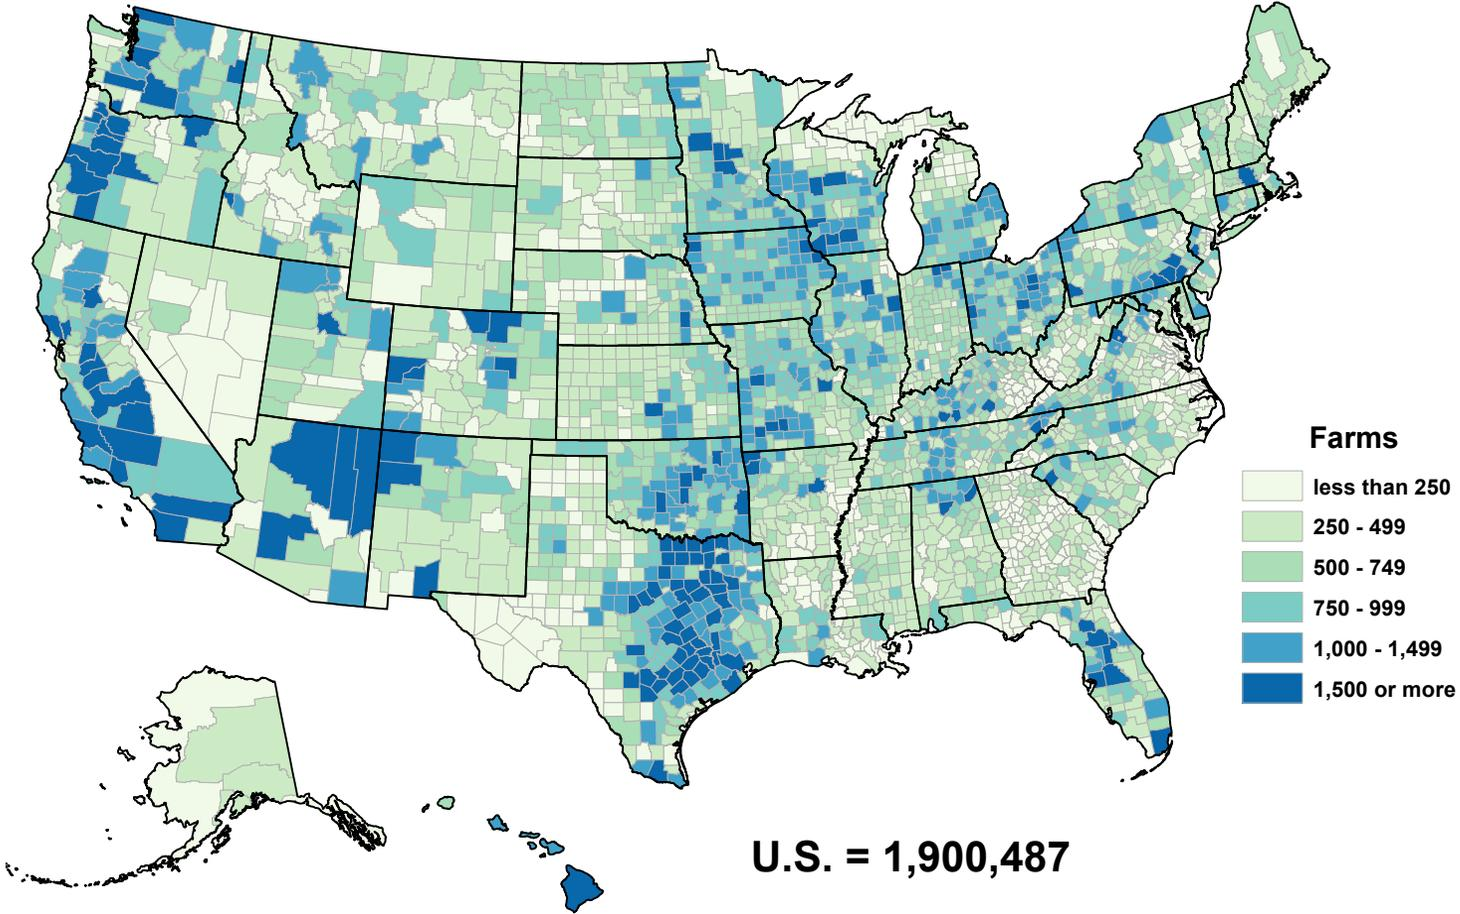 Farms
less than 250
250 - 499
500 - 749
750 - 999
1,000 - 1,499
1,500 or more
U.S. = 1,900,487